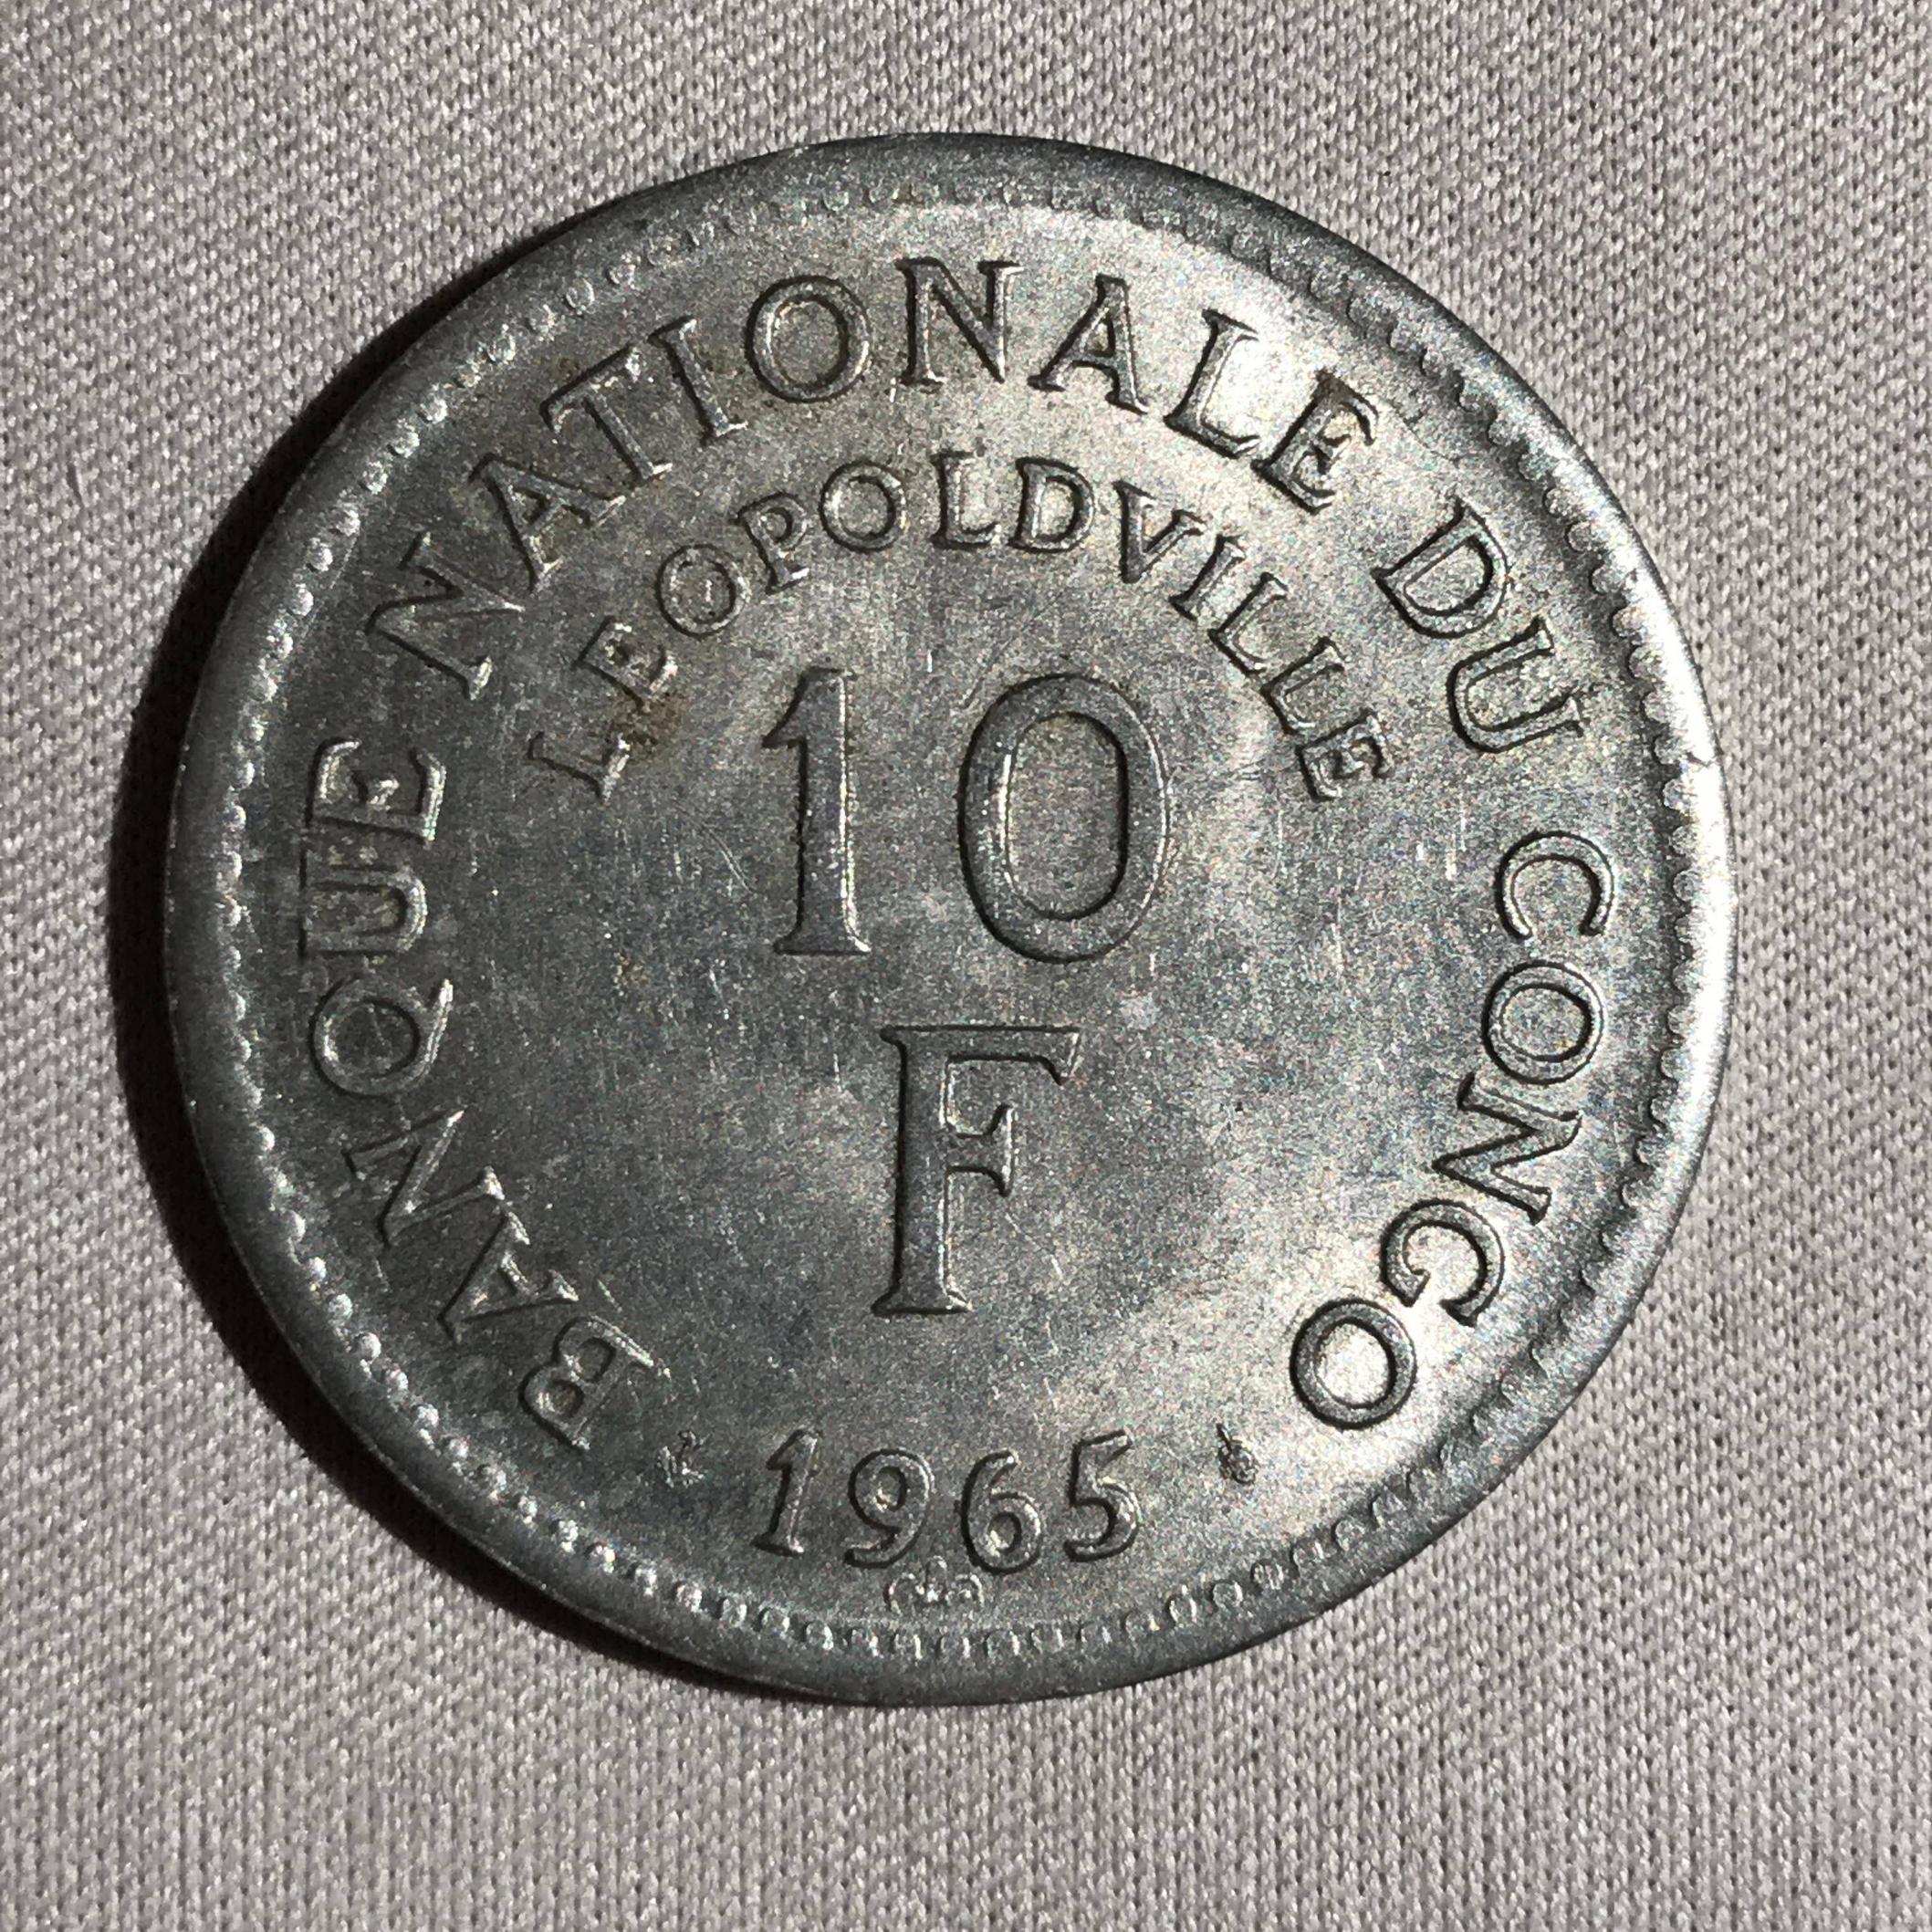 BANQUE NATIONALE DU CONGO
LEOPOLDVILLE
10
F
1965